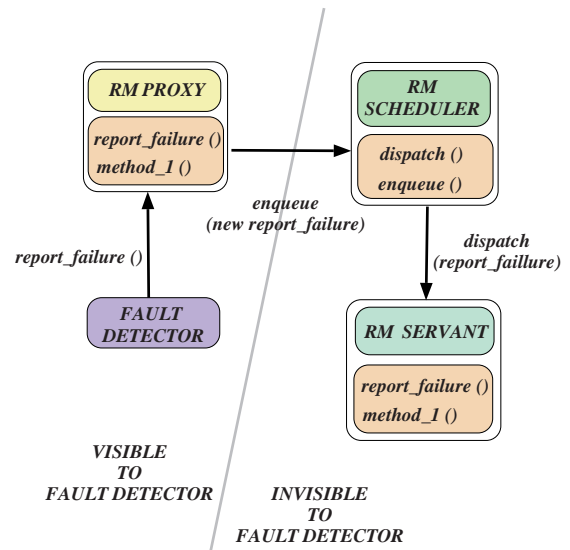 RM PROXY
report_failure ()
method_1 ()
RM
SCHEDULER
dispatch ()
enqueue ()
enqueue
(new report_failure)
report_failure ()
dispatch
(report_faillure)
FAULT
DETECTOR
RM SERVANT
report_failure ()
method_1 ()
VISIBLE
TO
FAULT DETECTOR
INVISIBLE
TO
FAULT DETECTOR